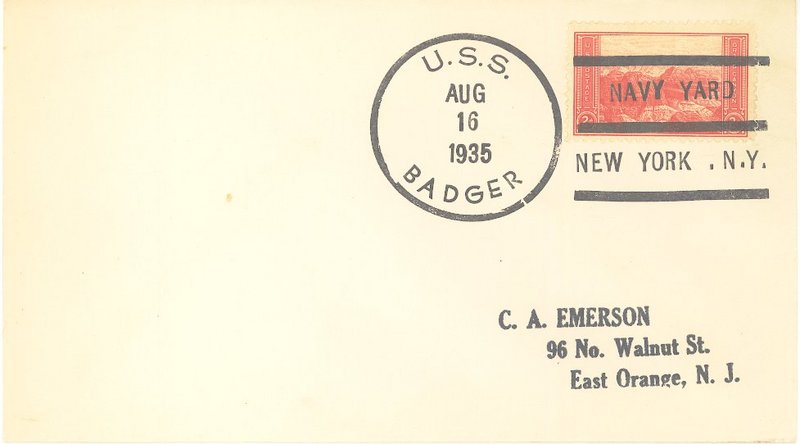 U.S.S.
AUG
16
1935
BADGER
NAVY YARD
NEW YORK . N.Y.
C. A. EMERSON
96 No. Walnut St.
East Orange, N. J.